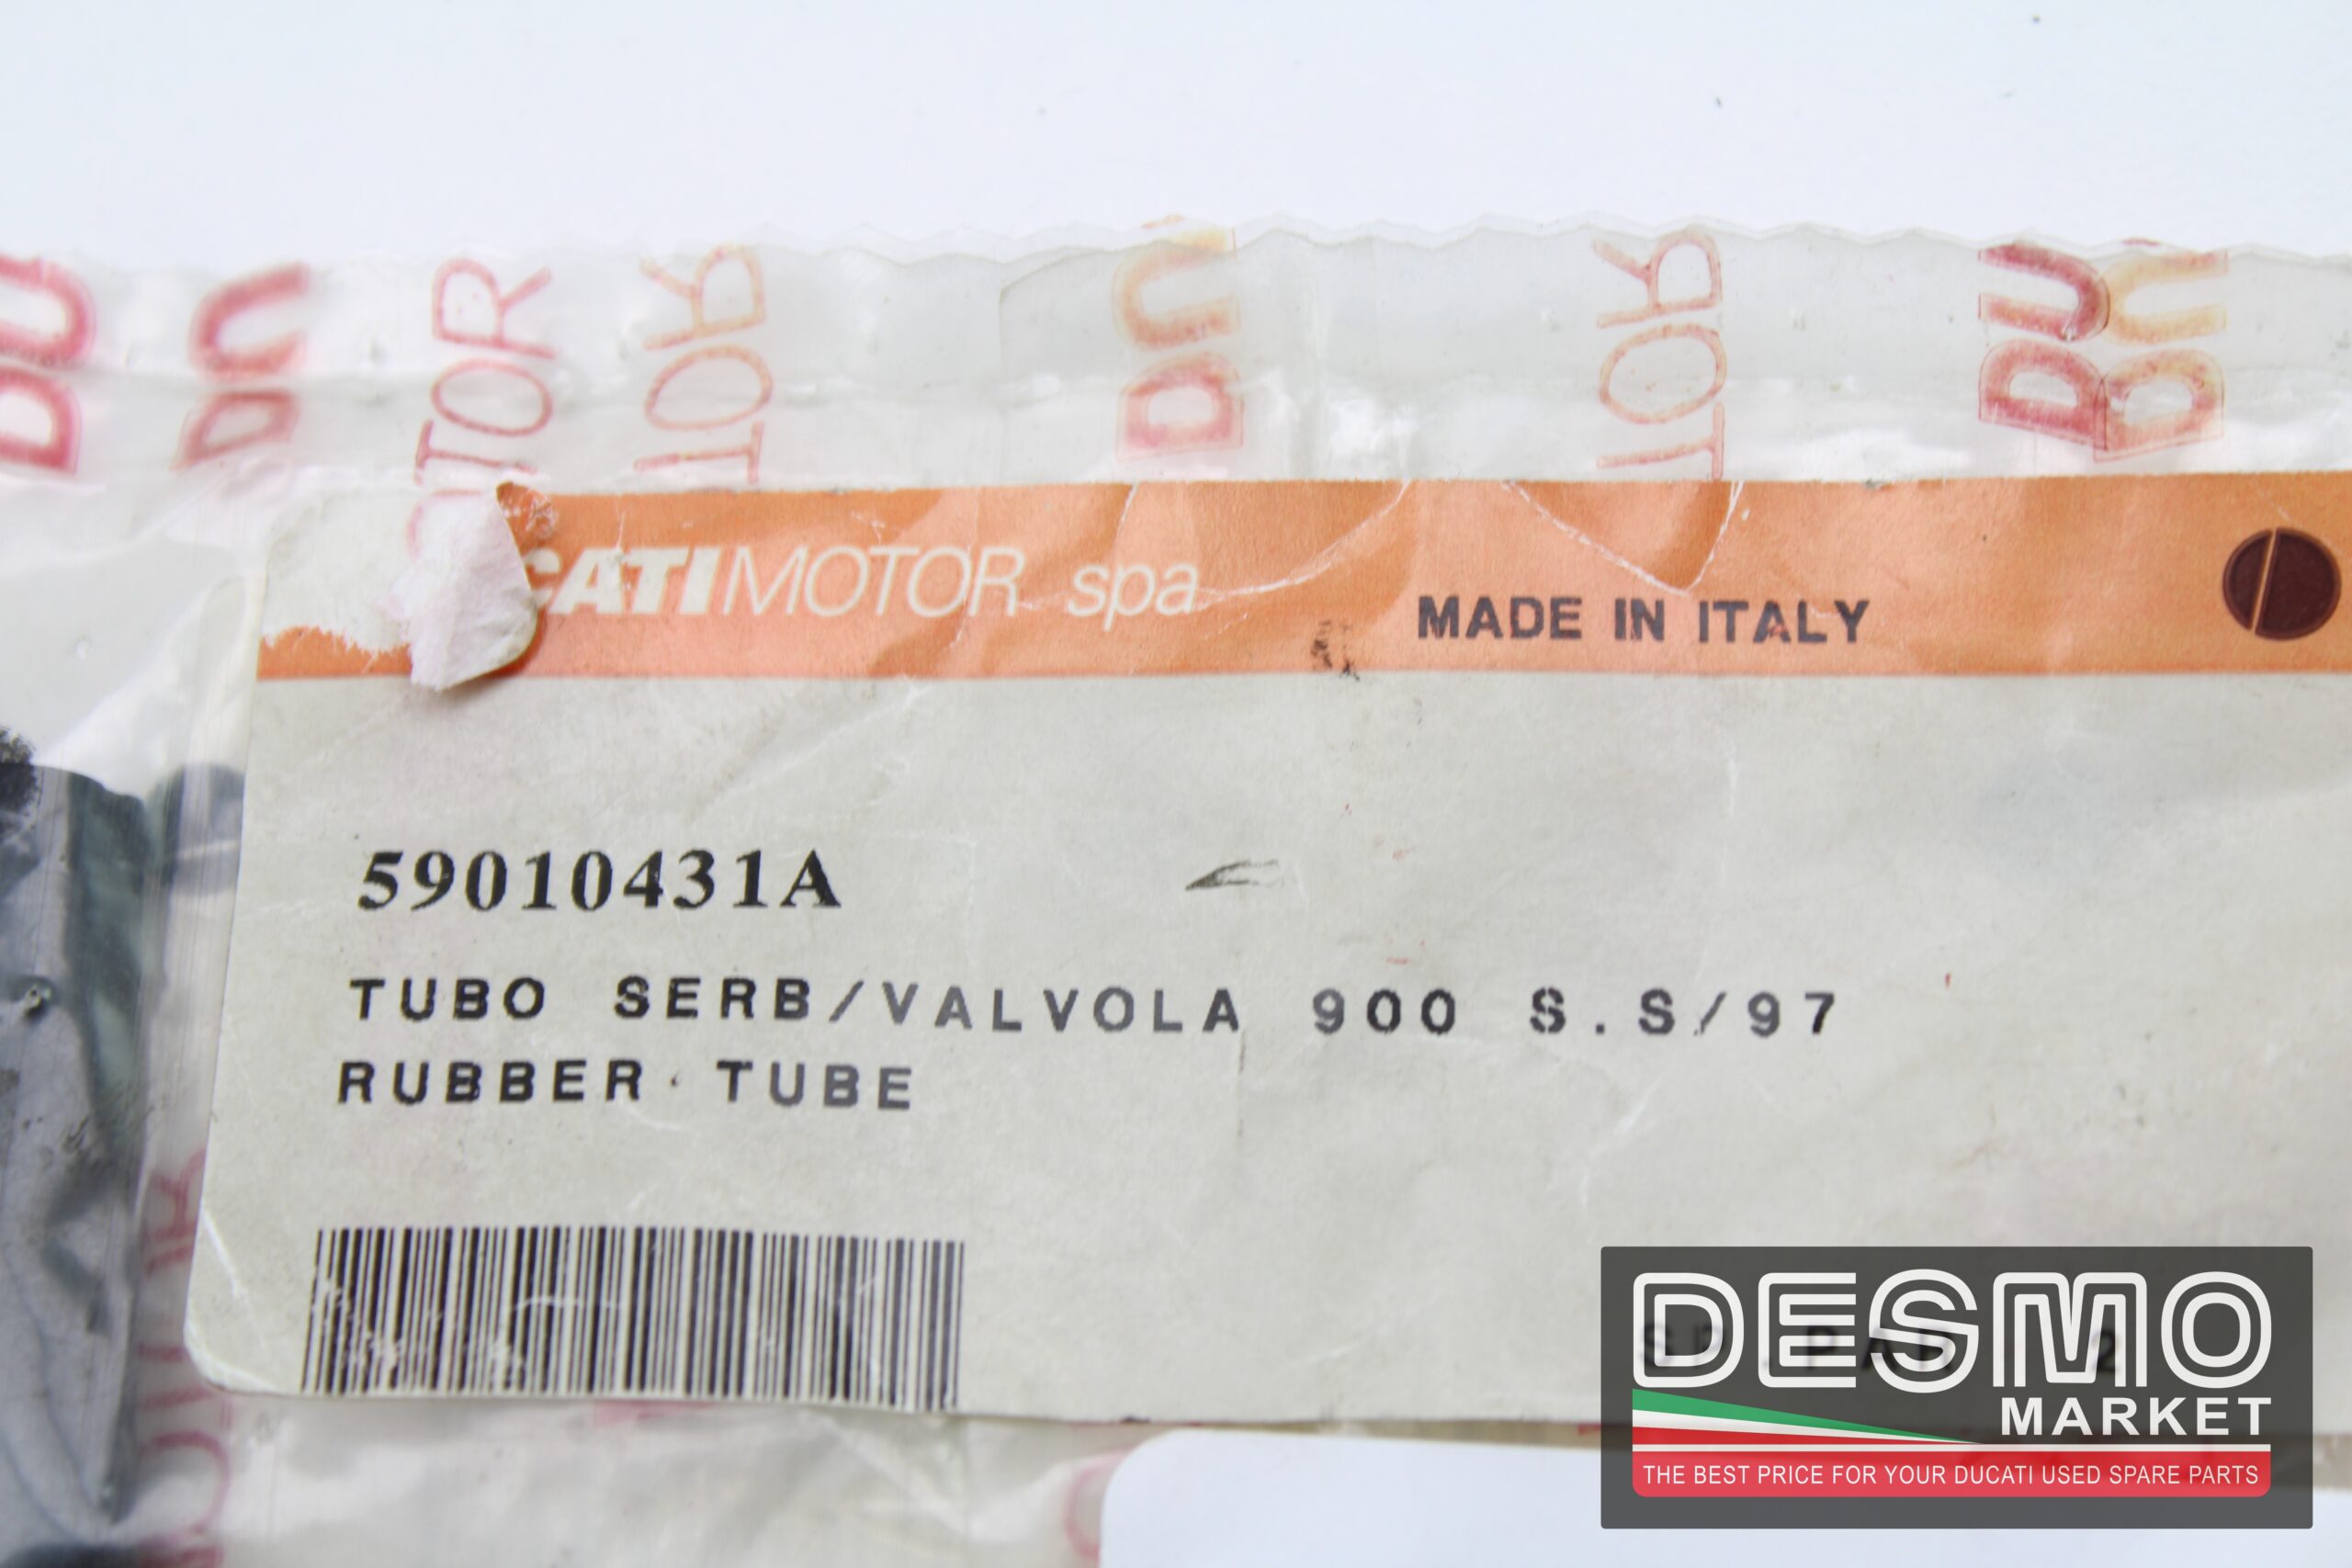 CATIMOTOR spa
MADE IN ITALY
59010431A
TUBO SERB/VALVOLA 900 S.S/97
RUBBER TUBE
DESMO
MARKET
THE BEST PRICE FOR YOUR DUCATI USED SPARE PARTS